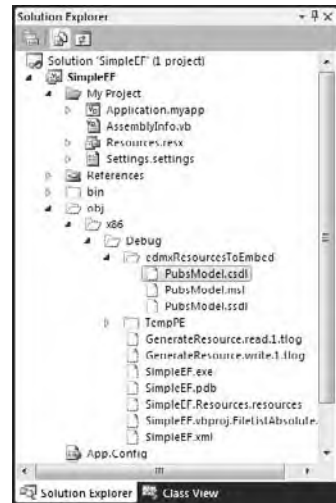 Solution Explorer
Solution 'SimpleEF' (1 project)
SimpleEF
My Project
Application.myapp
AssemblyInfo.vb
Resources.resx
Settings.settings
References
bin
obj
x86
Debug
edmxResourcesToEmbed
PubsModel.csdl
PubsModel.msl
PubsModel.ssdl
TempPE
GenerateResource.read.1.tlog
GenerateResource.write.1.tlog
SimpleEF.exe
SimpleEF.pdb
SimpleEF.Resources.resources
SimpleEF.vbproj.FileListAbsolute.
SimpleEF.xml
App.Config
Solution Explorer Class View